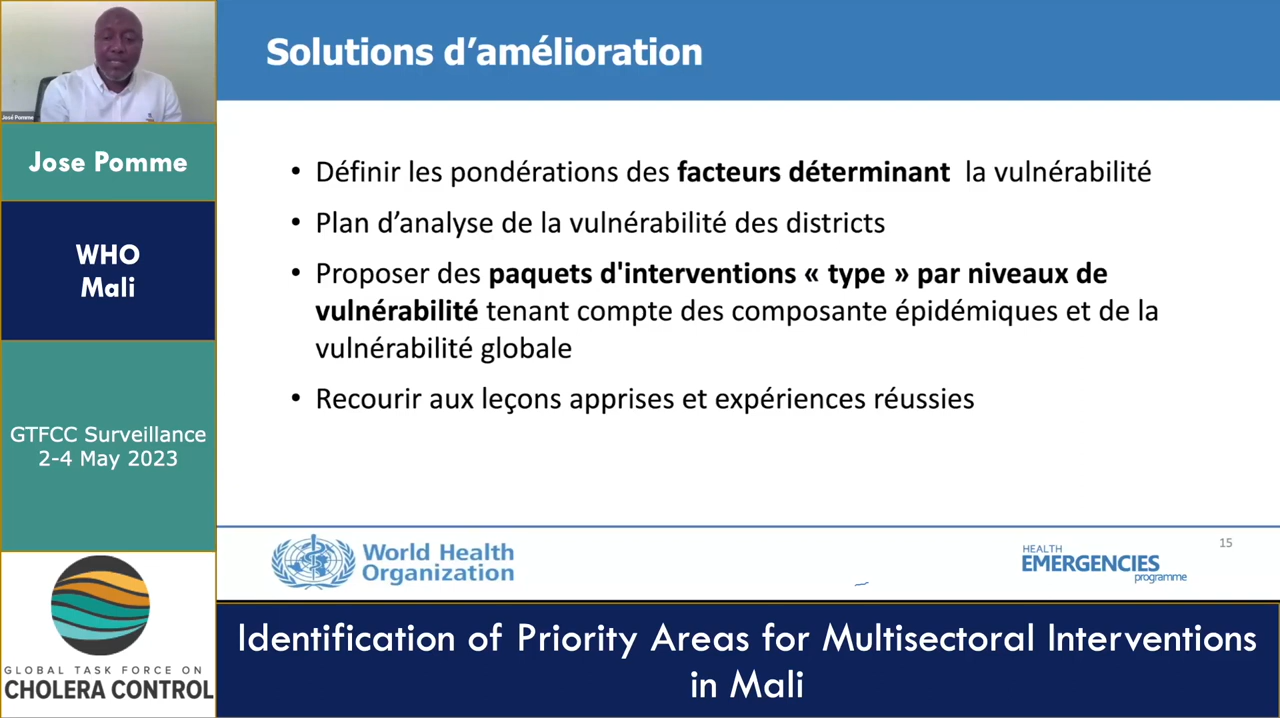 José Pomme
Jose Pomme
WHO
Mali
GTFCC Surveillance
2-4 May 2023
GLOBAL TASK FORCE ON
CHOLERA CONTROL
Solutions d’amélioration
• Définir les pondérations des facteurs déterminant la vulnérabilité
• Plan d’analyse de la vulnérabilité des districts
• Proposer des paquets d'interventions « type » par niveaux de
vulnérabilité tenant compte des composante épidémiques et de la
vulnérabilité globale
• Recourir aux leçons apprises et expériences réussies
World Health
Organization
HEALTH
EMERGENCIES
programme
15
Identification of Priority Areas for Multisectoral Interventions
in Mali